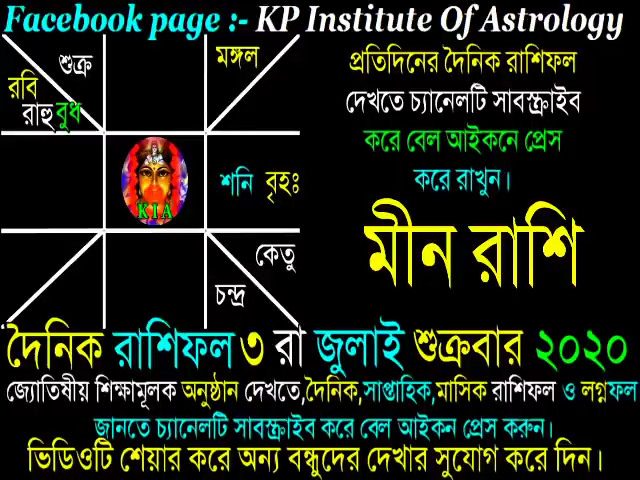 Facebook page :- KP Institute Of Astrology
শুক্র
রবি
রাহু বুধ
মঙ্গল
শনি বৃহঃ
KIA
কেতু
চন্দ্র
প্রতিদিনের দৈনিক রাশিফল
দেখতে চ্যানেলটি সাবস্ক্রাইব
করে বেল আইকনে প্রেস
করে রাখুন।
মীন রাশি
দৈনিক রাশিফল ৩ রা জুলাই শুক্রবার ২০২০
জ্যোতিষীয় শিক্ষামূলক অনুষ্ঠান দেখতে,দৈনিক,সাপ্তাহিক,মাসিক রাশিফল ও লগ্নফল
জানতে চ্যানেলটি সাবস্ক্রাইব করে বেল আইকন প্রেস করুন।
ভিডিওটি শেয়ার করে অন্য বন্ধুদের দেখার সুযোগ করে দিন।